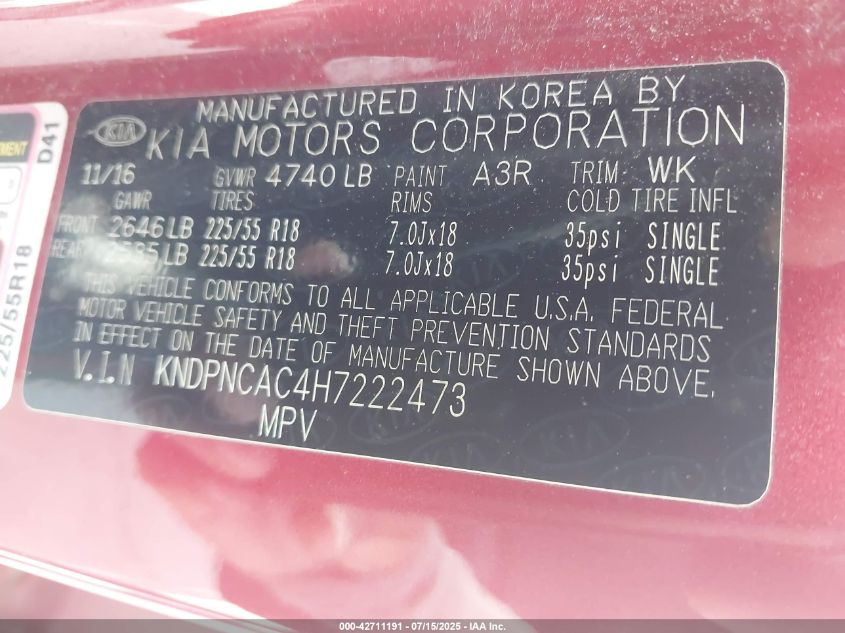 MANUFACTURED IN KOREA BY
KIA KIA MOTORS CORPORATION
11/16 GVWR 4740 LB PAINT A3R TRIM WK
GAWR TIRES RIMS COLD TIRE INFL
FRONT 2646 LB 225/55 R18 7.0Jx18 35psi SINGLE
REAR LB 225/55 R18 7.0Jx18 35psi SINGLE
THIS VEHICLE CONFORMS TO ALL APPLICABLE U.S.A. FEDERAL
MOTOR VEHICLE SAFETY AND THEFT PREVENTION STANDARDS
IN EFFECT ON THE DATE OF MANUFACTURE SHOWN ABOVE.
V.I.N KNDPNCAC4H7222473
MPV
D41
225/55R18
000-42711191 - 07/15/2025 - IAA Inc.